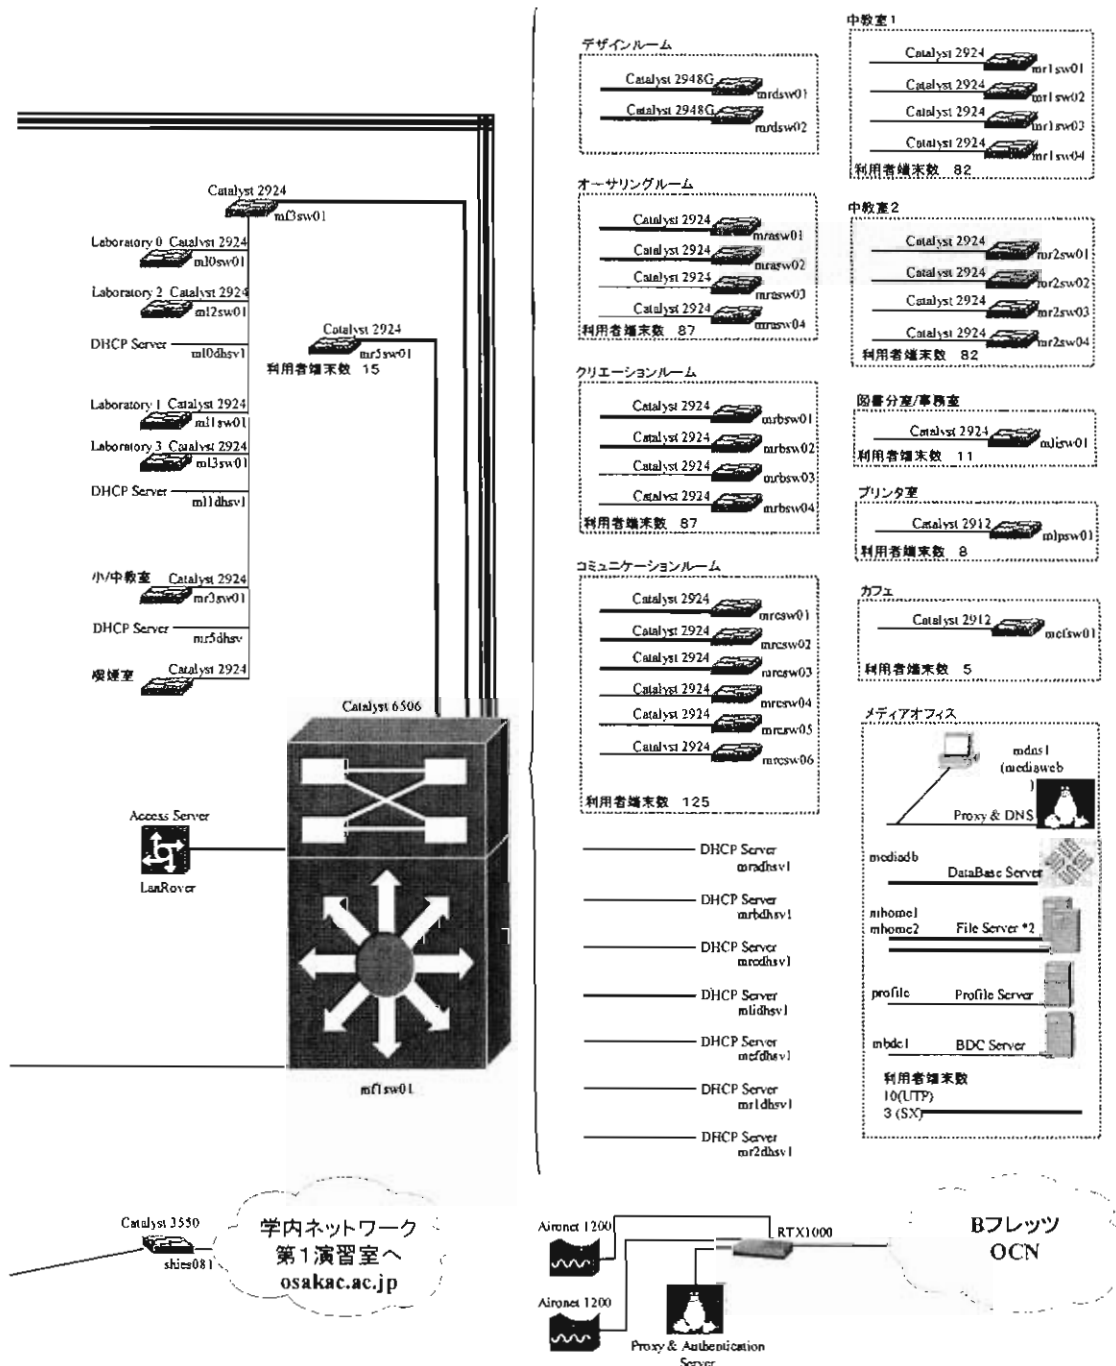 Catalyst 2924
mf3sw01
Laboratory 0 Catalyst 2924
ml0sw01
Laboratory 2 Catalyst 2924
ml2sw01
DHCP Server
ml0dhsv1
Catalyst 2924
mr5sw01
利用者端末数 15
Laboratory 1 Catalyst 2924
ml1sw01
Laboratory 3 Catalyst 2924
ml3sw01
DHCP Server
ml1dhsv1
小/中教室 Catalyst 2924
mr3sw01
DHCP Server
mr5dhsv
喫煙室 Catalyst 2924
Catalyst 6506
Access Server
LanRover
mf1sw01
Catalyst 3550
shies081
学内ネットワーク
第1演習室へ
osakac.ac.jp
デザインルーム
Catalyst 2948G
mrdsw01
Catalyst 2948G
mrdsw02
オーサリングルーム
Catalyst 2924
mrasw01
Catalyst 2924
mrasw02
Catalyst 2924
mrasw03
Catalyst 2924
mrasw04
利用者端末数 87
クリエーションルーム
Catalyst 2924
mrbsw01
Catalyst 2924
mrbsw02
Catalyst 2924
mrbsw03
Catalyst 2924
mrbsw04
利用者端末数 87
コミュニケーションルーム
Catalyst 2924
mrcsw01
Catalyst 2924
mrcsw02
Catalyst 2924
mrcsw03
Catalyst 2924
mrcsw04
Catalyst 2924
mrcsw05
Catalyst 2924
mrcsw06
利用者端末数 125
DHCP Server
mradhsv1
DHCP Server
mrbdhsv1
DHCP Server
mrcdhsv1
DHCP Server
mlidhsv1
DHCP Server
mcfdhsv1
DHCP Server
mr1dhsv1
DHCP Server
mr2dhsv1
中教室1
Catalyst 2924
mr1sw01
Catalyst 2924
mr1sw02
Catalyst 2924
mr1sw03
Catalyst 2924
mr1sw04
利用者端末数 82
中教室2
Catalyst 2924
mr2sw01
Catalyst 2924
mr2sw02
Catalyst 2924
mr2sw03
Catalyst 2924
mr2sw04
利用者端末数 82
図書分室/事務室
Catalyst 2924
mlisw01
利用者端末数 11
プリンタ室
Catalyst 2912
mlpsw01
利用者端末数 8
カフェ
Catalyst 2912
mcfsw01
利用者端末数 5
メディアオフィス
mdns1
(mediaweb
)
Proxy & DNS
mediadb
DataBase Server
mhome1
mhome2
File Server *2
profile
Profile Server
mbdc1
BDC Server
利用者端末数
10(UTP)
3 (SX)
Aironet 1200
RTX1000
Aironet 1200
Proxy & Authentication
Server
Bフレッツ
OCN